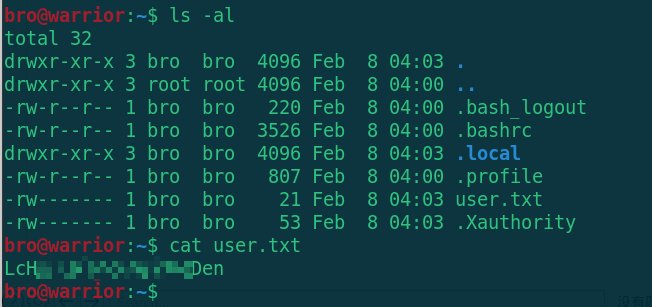 bro@warrior:~$ ls -al
total 32
drwxr-xr-x 3 bro  bro  4096 Feb  8 04:03 .
drwxr-xr-x 3 root root 4096 Feb  8 04:00 ..
-rw-r--r-- 1 bro  bro   220 Feb  8 04:00 .bash_logout
-rw-r--r-- 1 bro  bro  3526 Feb  8 04:00 .bashrc
drwxr-xr-x 3 bro  bro  4096 Feb  8 04:03 .local
-rw-r--r-- 1 bro  bro   807 Feb  8 04:00 .profile
-rw------- 1 bro  bro    21 Feb  8 04:03 user.txt
-rw------- 1 bro  bro    53 Feb  8 04:03 .Xauthority
bro@warrior:~$ cat user.txt
LcH Den
bro@warrior:~$